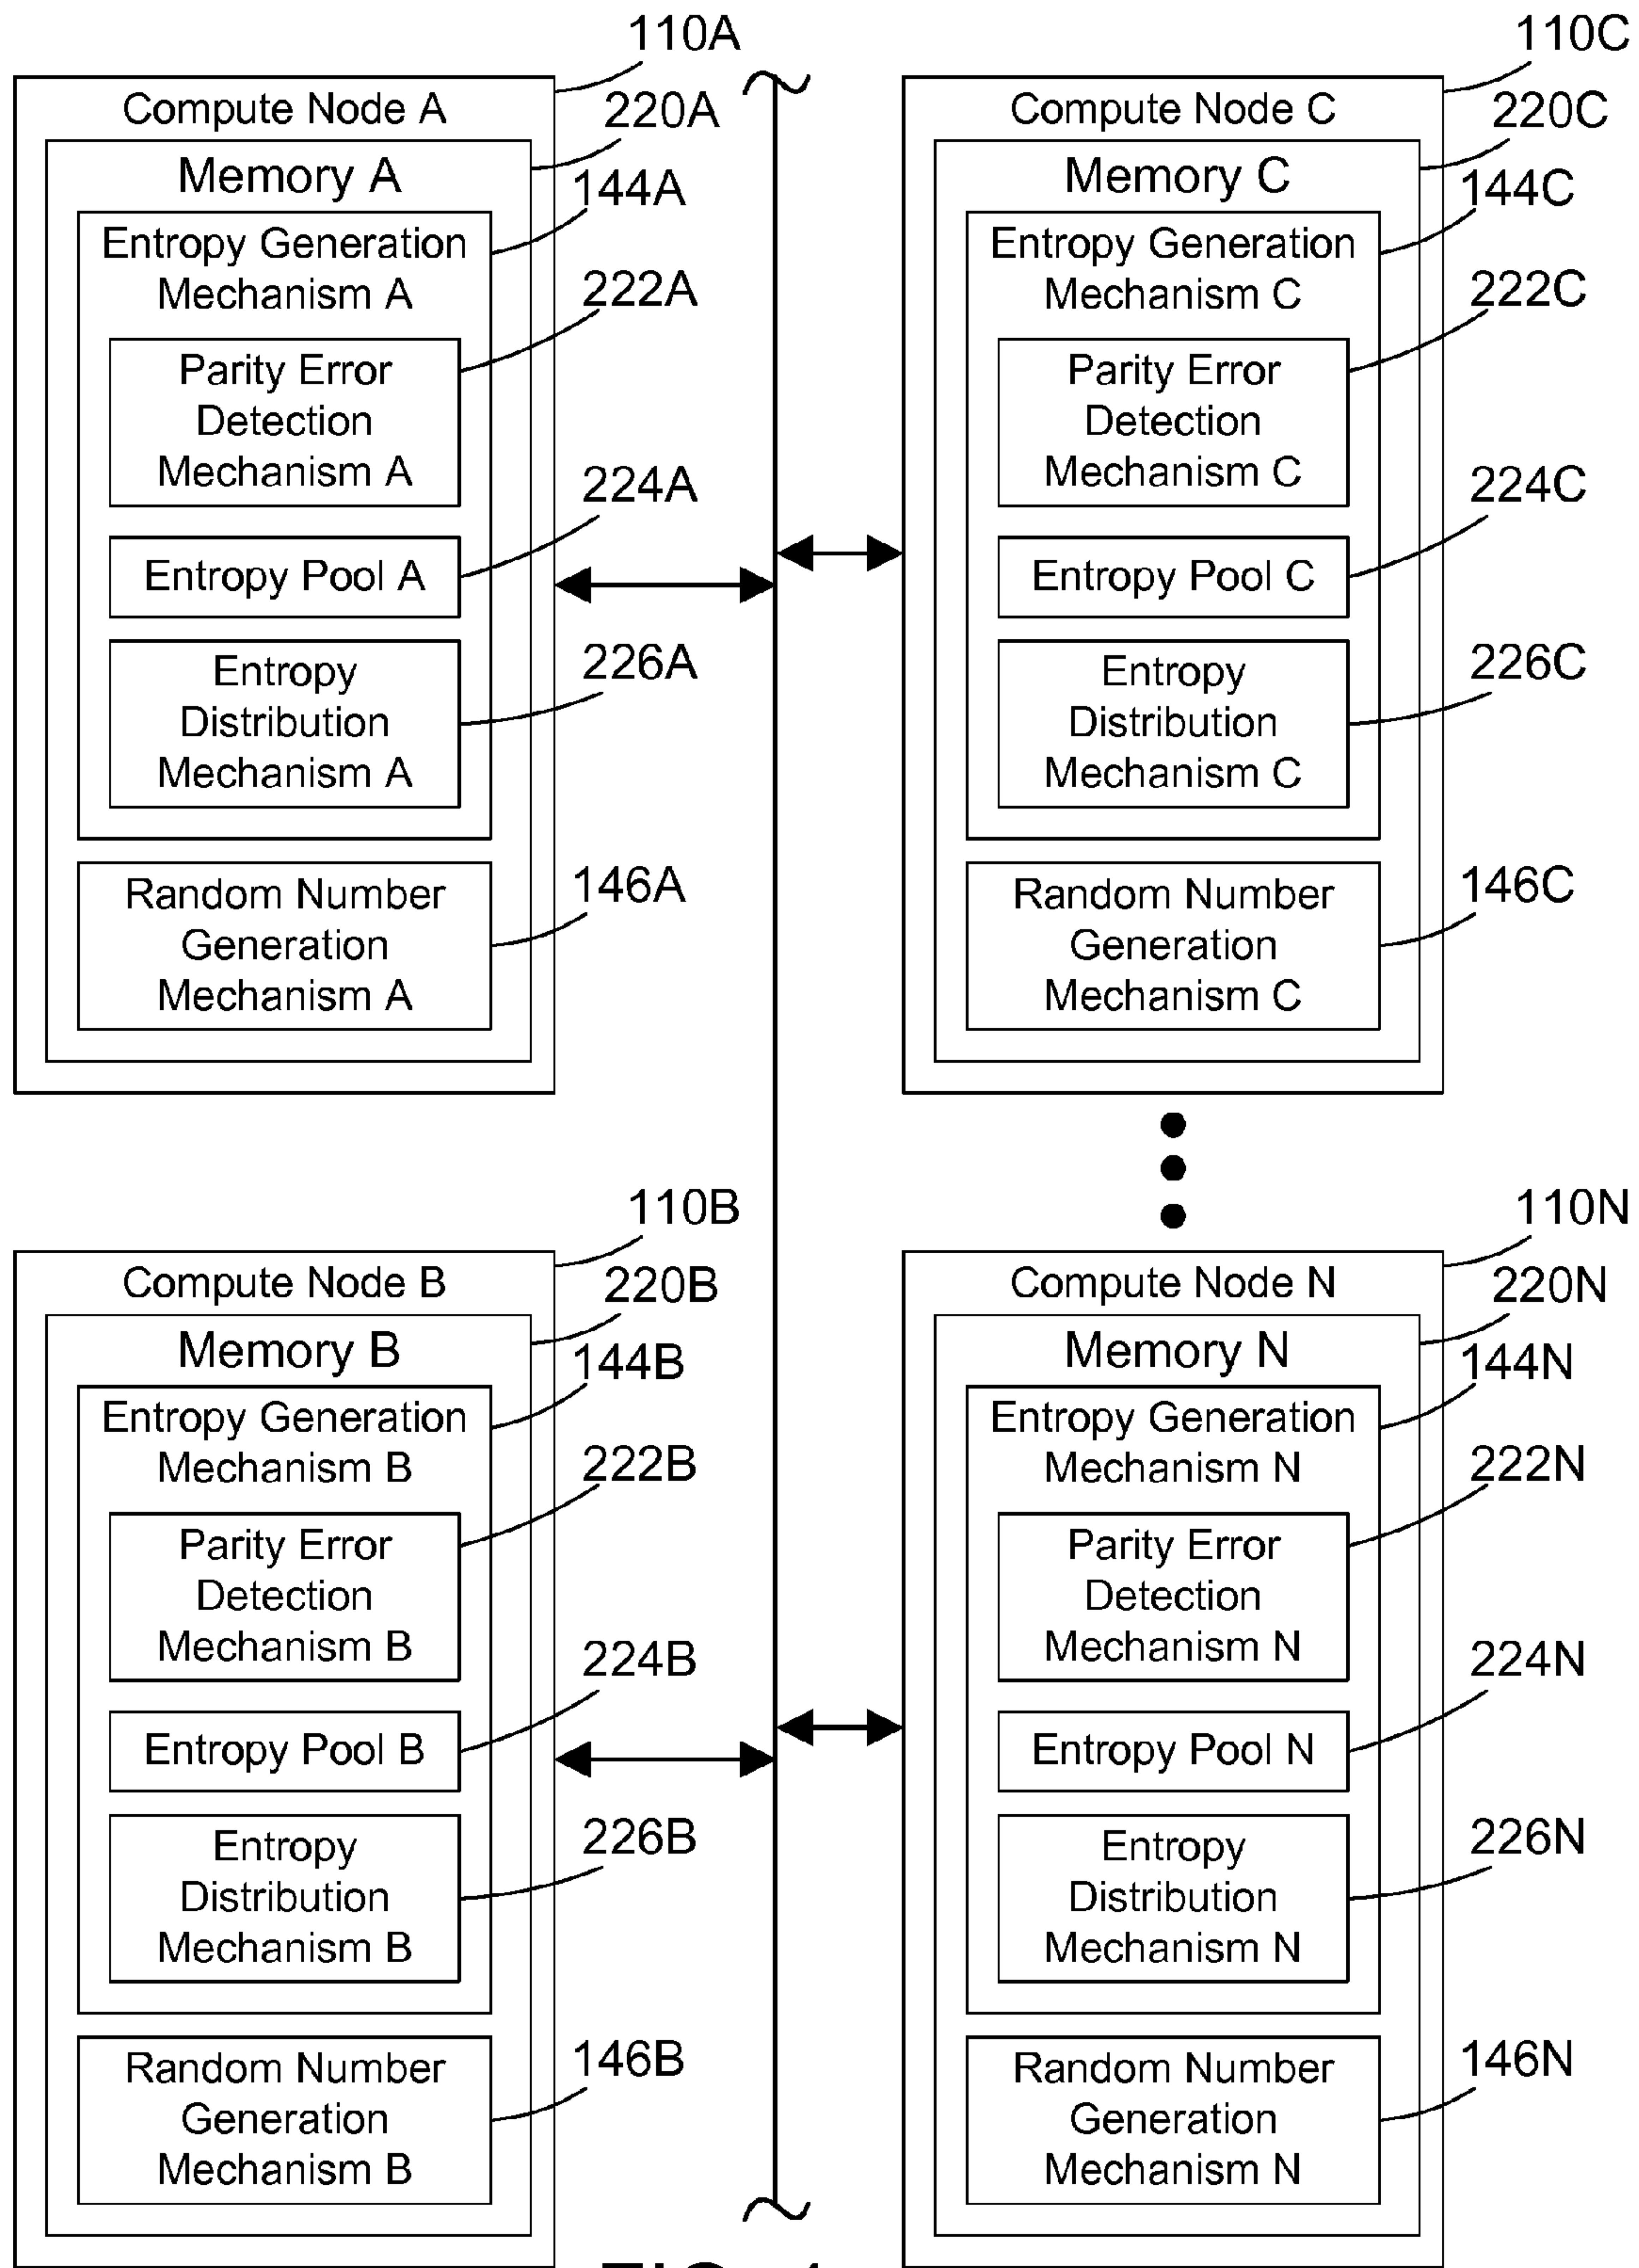 110A
Compute Node A
220A
Memory A
144A
Entropy Generation
Mechanism A
222A
Parity Error
Detection
Mechanism A
224A
Entropy Pool A
226A
Entropy
Distribution
Mechanism A
146A
Random Number
Generation
Mechanism A
110C
Compute Node C
220C
Memory C
144C
Entropy Generation
Mechanism C
222C
Parity Error
Detection
Mechanism C
224C
Entropy Pool C
226C
Entropy
Distribution
Mechanism C
146C
Random Number
Generation
Mechanism C
110B
Compute Node B
220B
Memory B
144B
Entropy Generation
Mechanism B
222B
Parity Error
Detection
Mechanism B
224B
Entropy Pool B
226B
Entropy
Distribution
Mechanism B
146B
Random Number
Generation
Mechanism B
110N
Compute Node N
220N
Memory N
144N
Entropy Generation
Mechanism N
222N
Parity Error
Detection
Mechanism N
224N
Entropy Pool N
226N
Entropy
Distribution
Mechanism N
146N
Random Number
Generation
Mechanism N